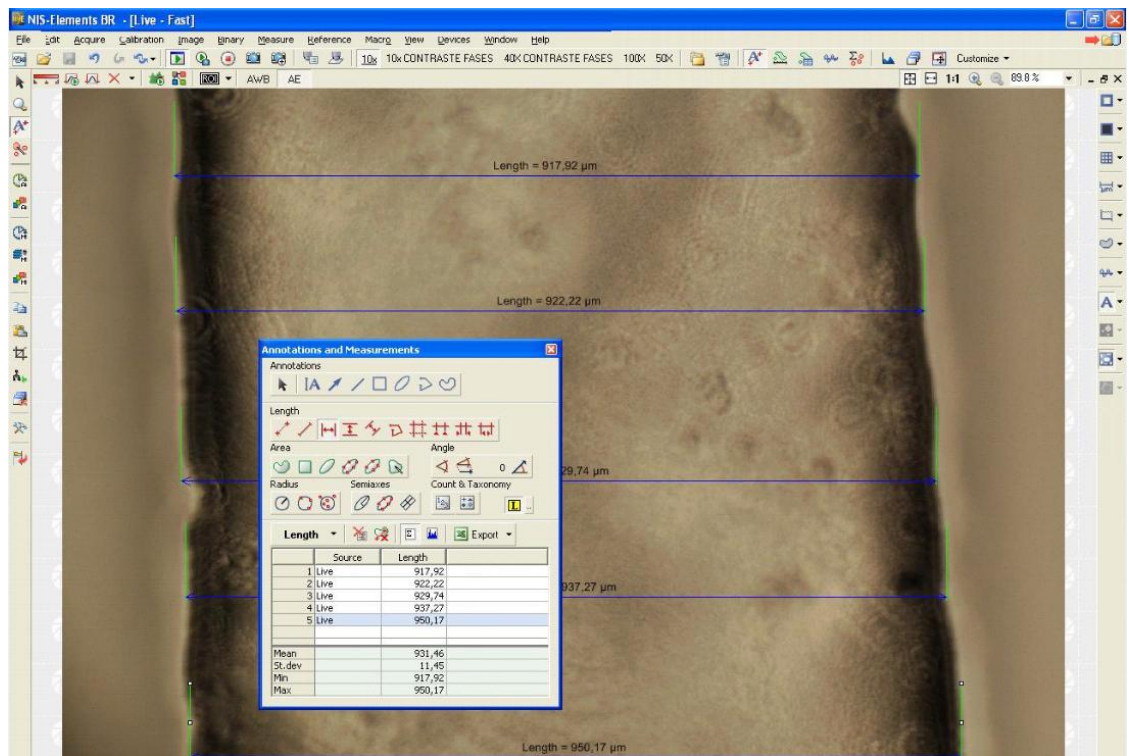 NIS-Elements BR - [Live - Fast]
File Edit Acquire Calibration Image Binary Measure Reference Macro View Devices Window Help
10x 10x CONTRASTE FASES 40X CONTRASTE FASES 100X 50X Customize
ROI AWB AE 1:1 89.8 %
Length = 917,92 µm
Length = 922,22 µm
Annotations and Measurements
Annotations
Length
Area Angle
0
29,74 µm
Radius Semiaxes Count & Taxonomy
Length Export
Source Length
1 Live 917,92
2 Live 922,22
3 Live 929,74
937,27 µm
4 Live 937,27
5 Live 950,17
Mean 931,46
St.dev 11,45
Min 917,92
Max 950,17
Length = 950,17 µm